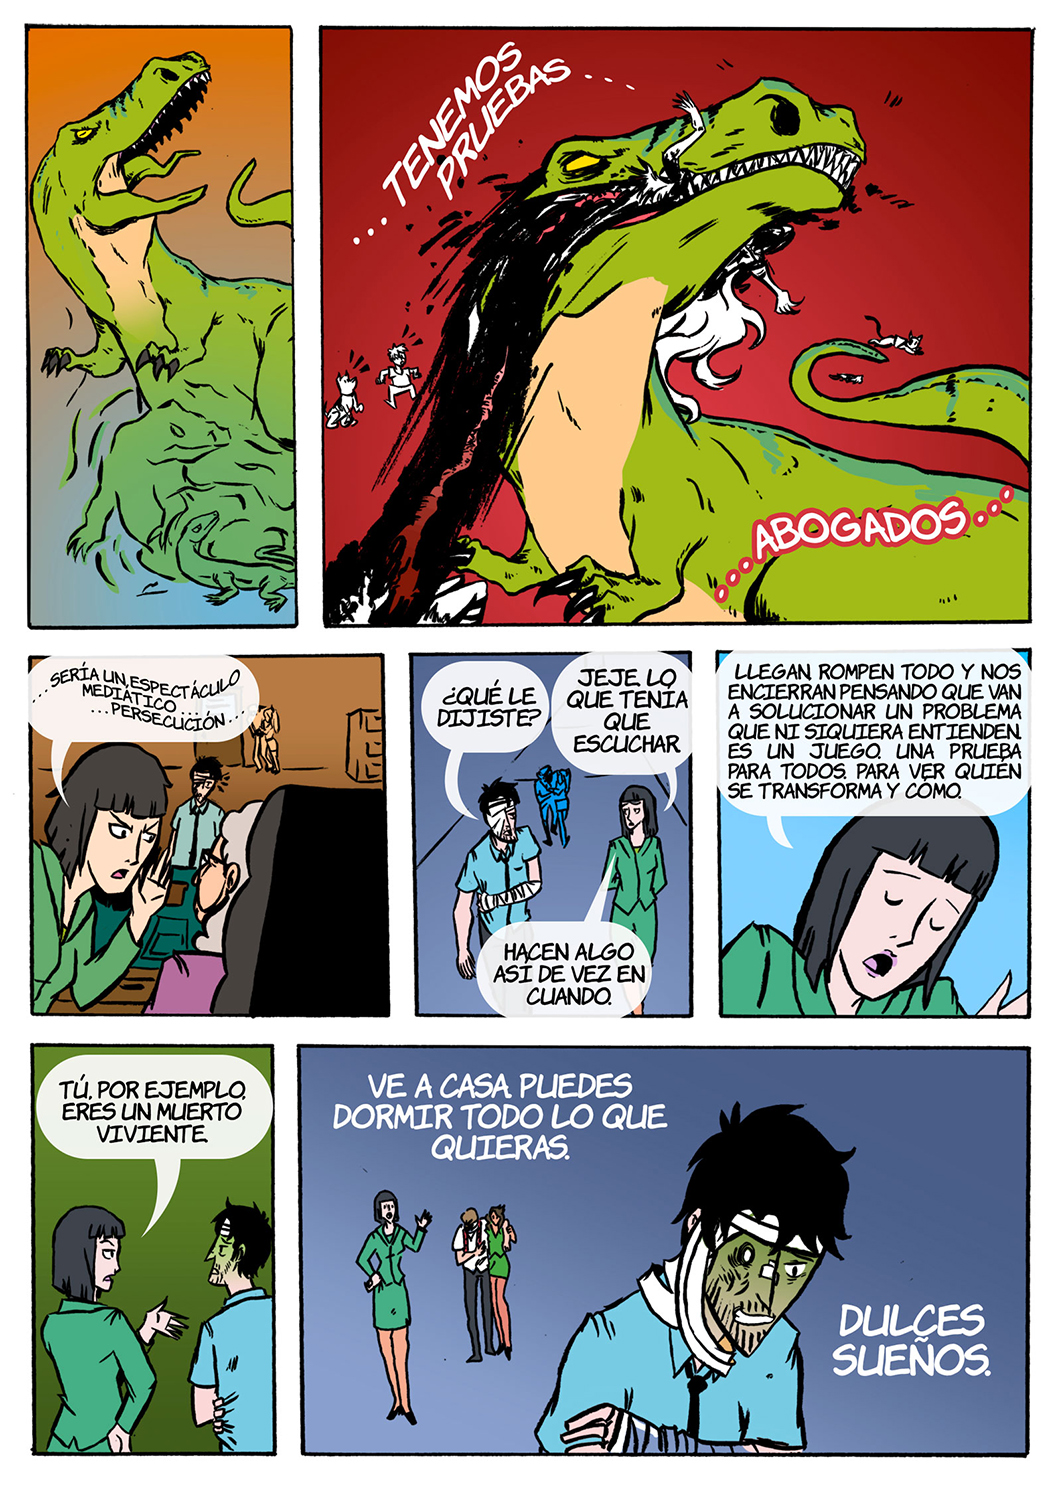 ...TENEMOS
PRUEBAS...
...ABOGADOS...
...SERÍA UN ESPECTÁCULO
MEDIÁTICO...
...PERSECUCIÓN...
¿QUÉ LE
DIJISTE?
JEJE. LO
QUE TENÍA
QUE
ESCUCHAR
HACEN ALGO
ASI DE VEZ EN
CUANDO.
LLEGAN, ROMPEN TODO Y NOS
ENCIERRAN PENSANDO QUE VAN
A SOLUCIONAR UN PROBLEMA
QUE NI SIQUIERA ENTIENDEN.
ES UN JUEGO. UNA PRUEBA
PARA TODOS. PARA VER QUIÉN
SE TRANSFORMA Y COMO.
TÚ, POR EJEMPLO,
ERES UN MUERTO
VIVIENTE.
VE A CASA. PUEDES
DORMIR TODO LO QUE
QUIERAS.
DULCES
SUEÑOS.